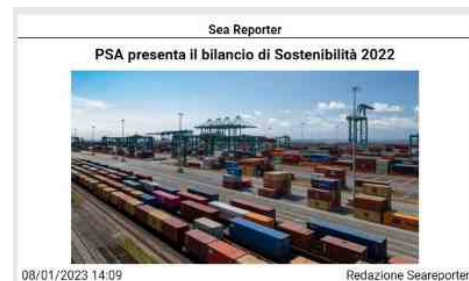 Sea Reporter
PSA presenta il bilancio di Sostenibilità 2022
08/01/2023 14:09
Redazione Seareporter